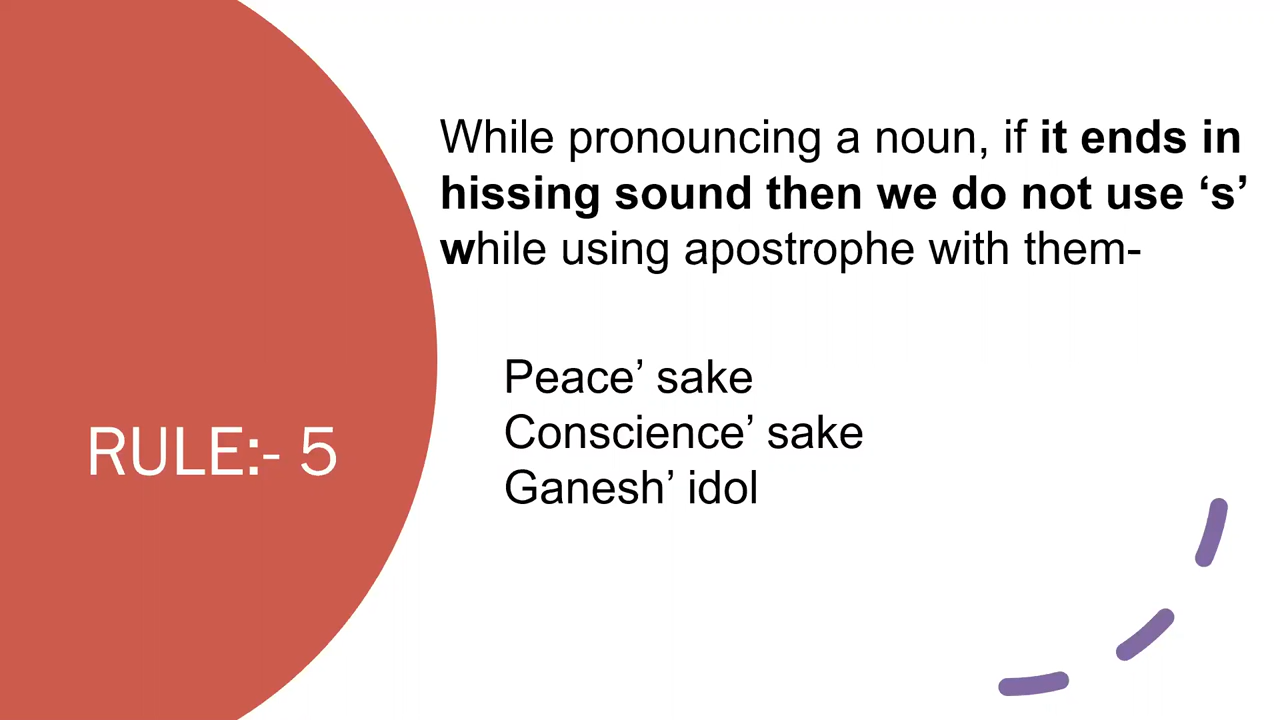 While pronouncing a noun, if it ends in
hissing sound then we do not use ‘s’
while using apostrophe with them-
Peace’ sake
Conscience’ sake
Ganesh’ idol
RULE:- 5